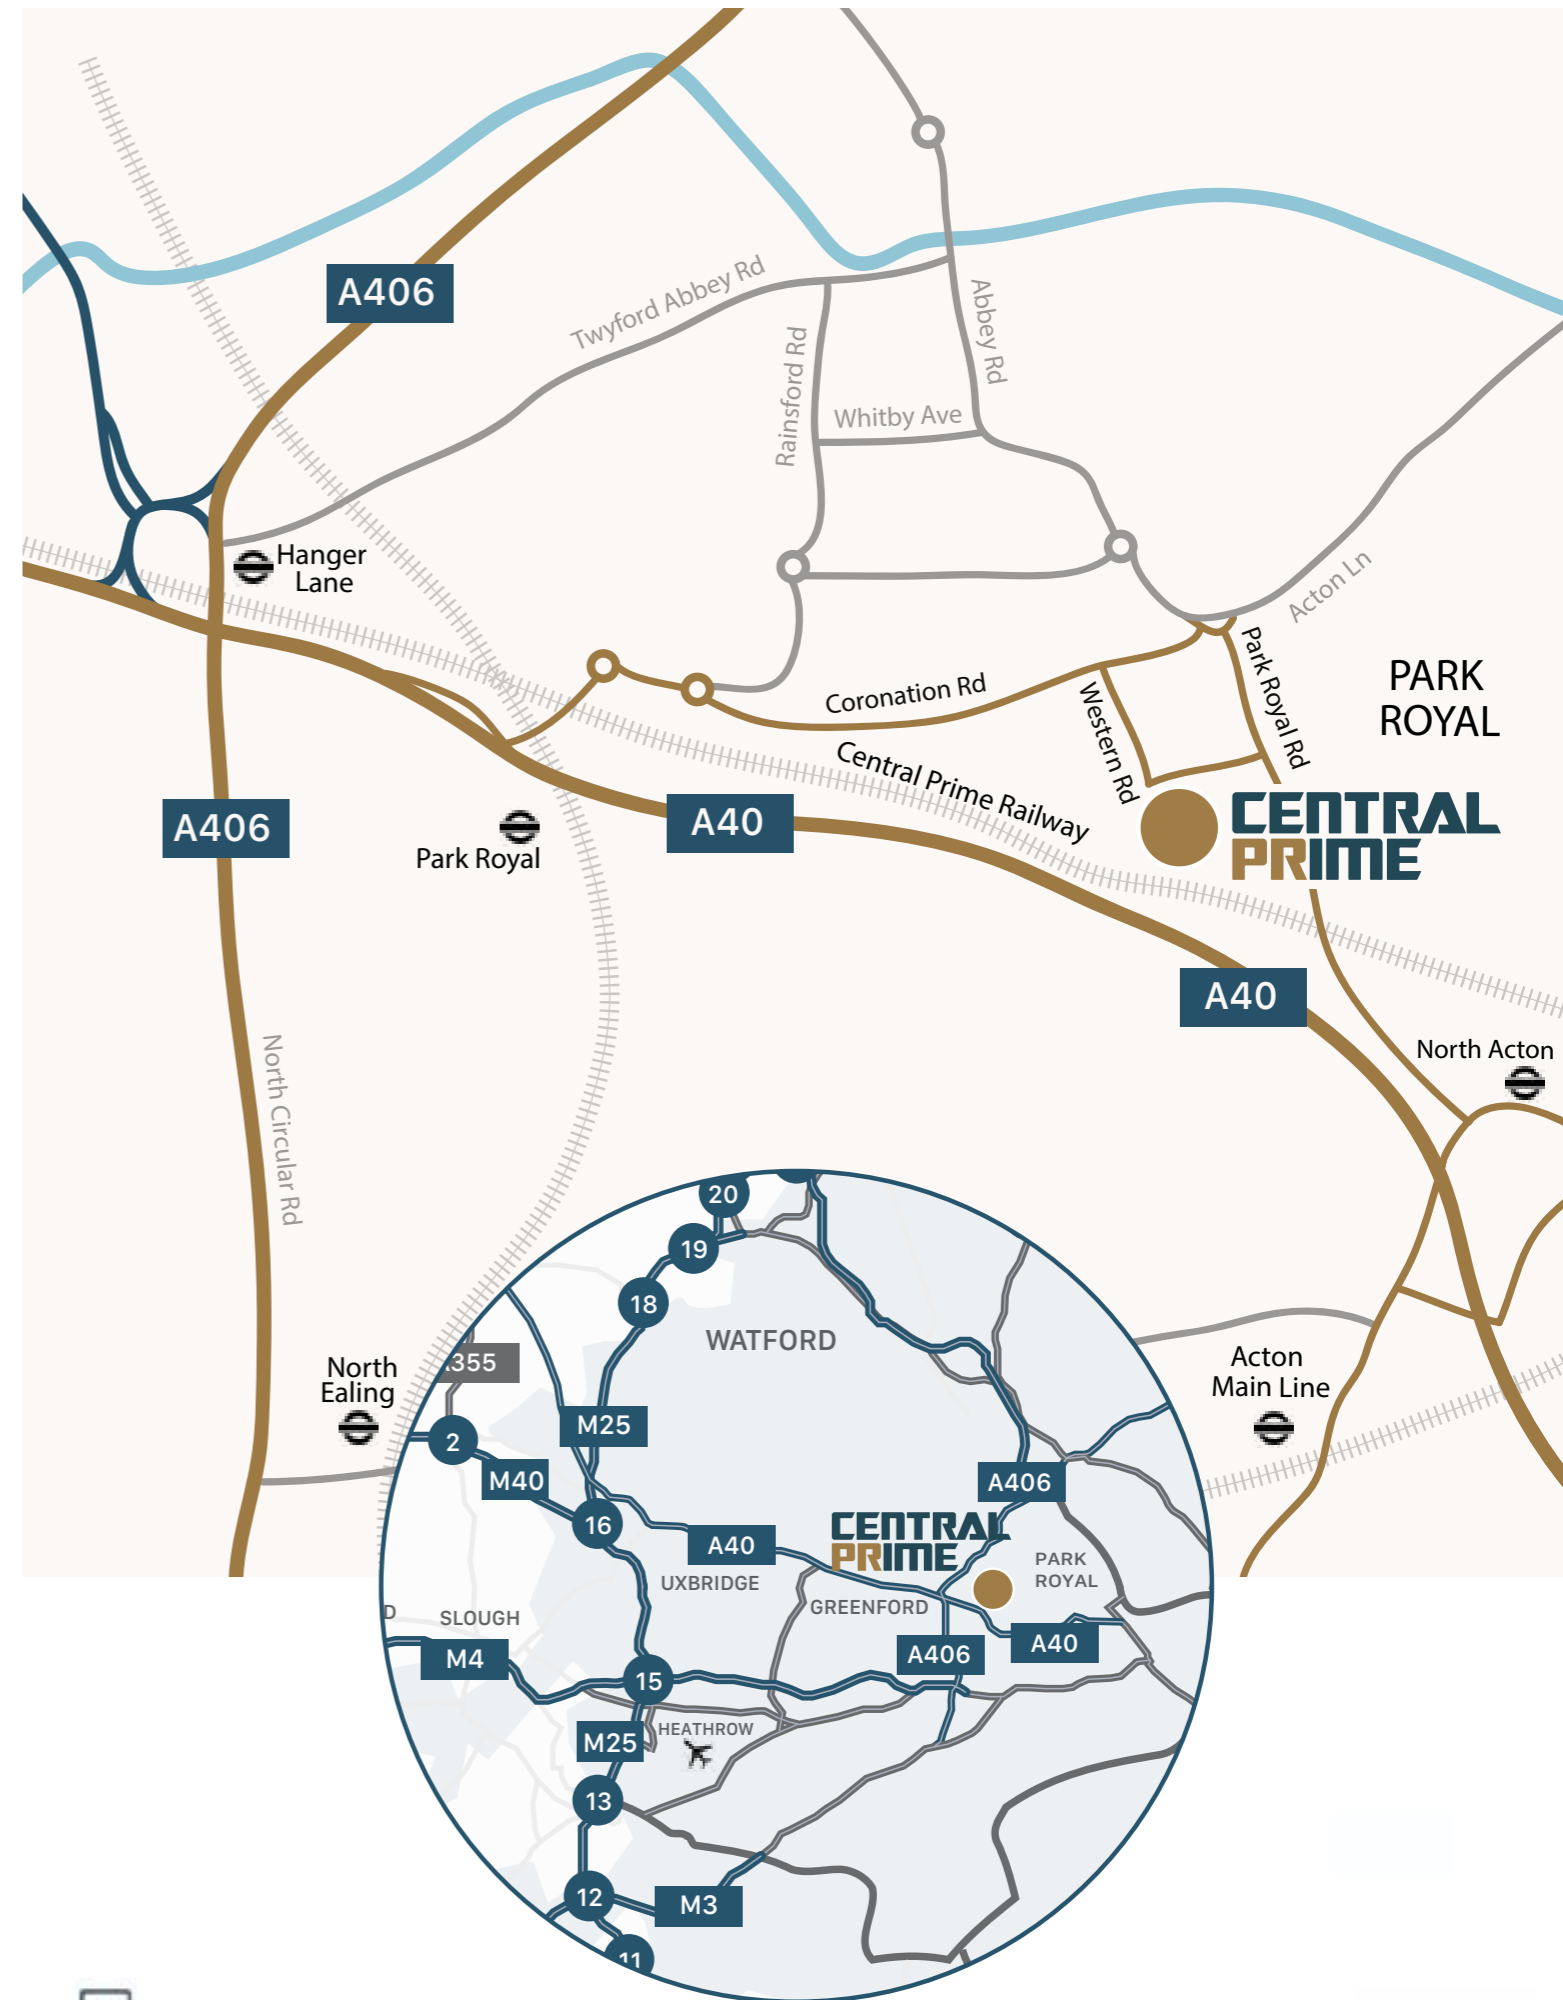 A406
Twyford Abbey Rd
Abbey Rd
Rainsford Rd
Whitby Ave
Hanger
Lane
Acton Ln
Park Royal Rd
PARK
ROYAL
Coronation Rd
Western Rd
Central Prime Railway
CENTRAL
PRIME
A406
A40
Park Royal
A40
North Acton
North Circular Rd
20
19
18
WATFORD
355
North
Ealing
Acton
Main Line
M25
2
M40
A406
16
CENTRAL
PRIME
A40
PARK
ROYAL
UXBRIDGE
GREENFORD
D
SLOUGH
A406
A40
M4
15
HEATHROW
M25
13
12
M3
11